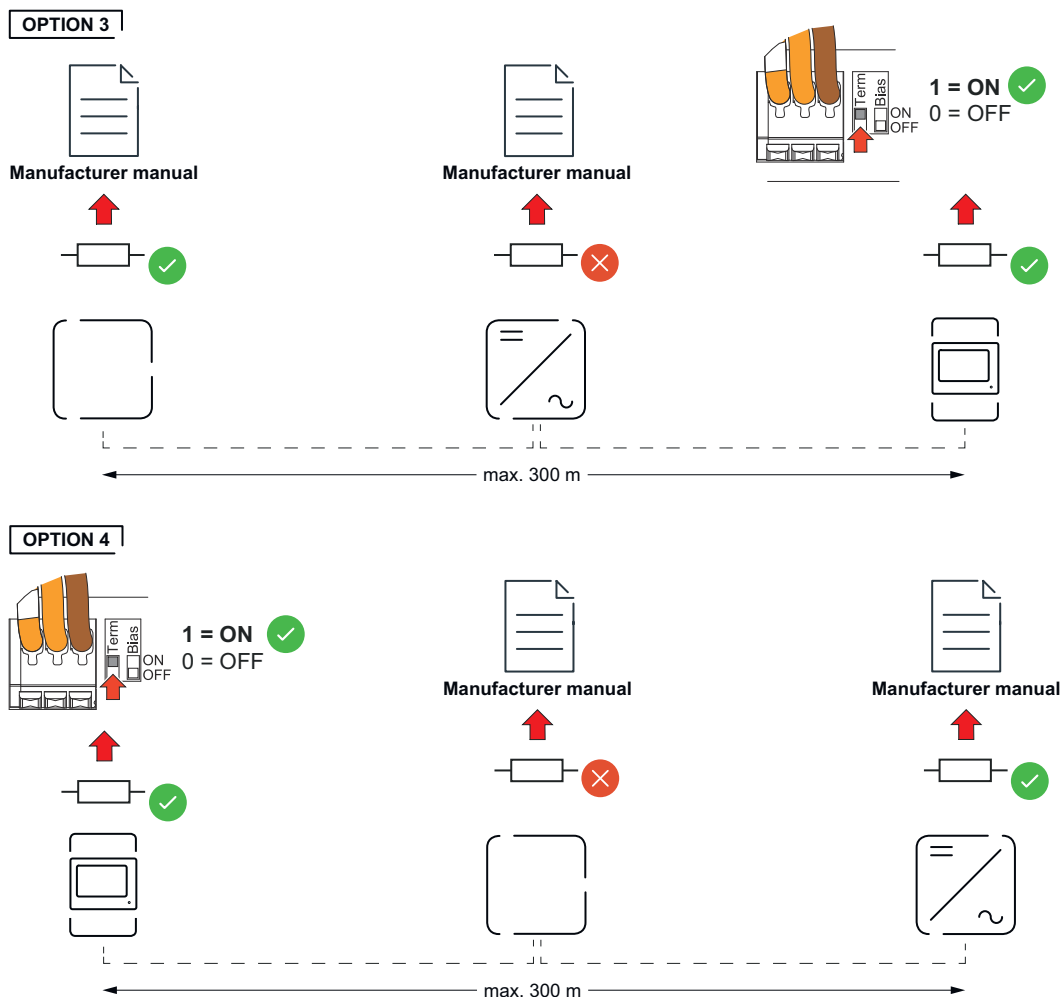 OPTION 3
Term
Bias
ON
OFF
1 = ON
0 = OFF
Manufacturer manual
Manufacturer manual
max. 300 m
OPTION 4
Term
Bias
ON
OFF
1 = ON
0 = OFF
Manufacturer manual
Manufacturer manual
max. 300 m